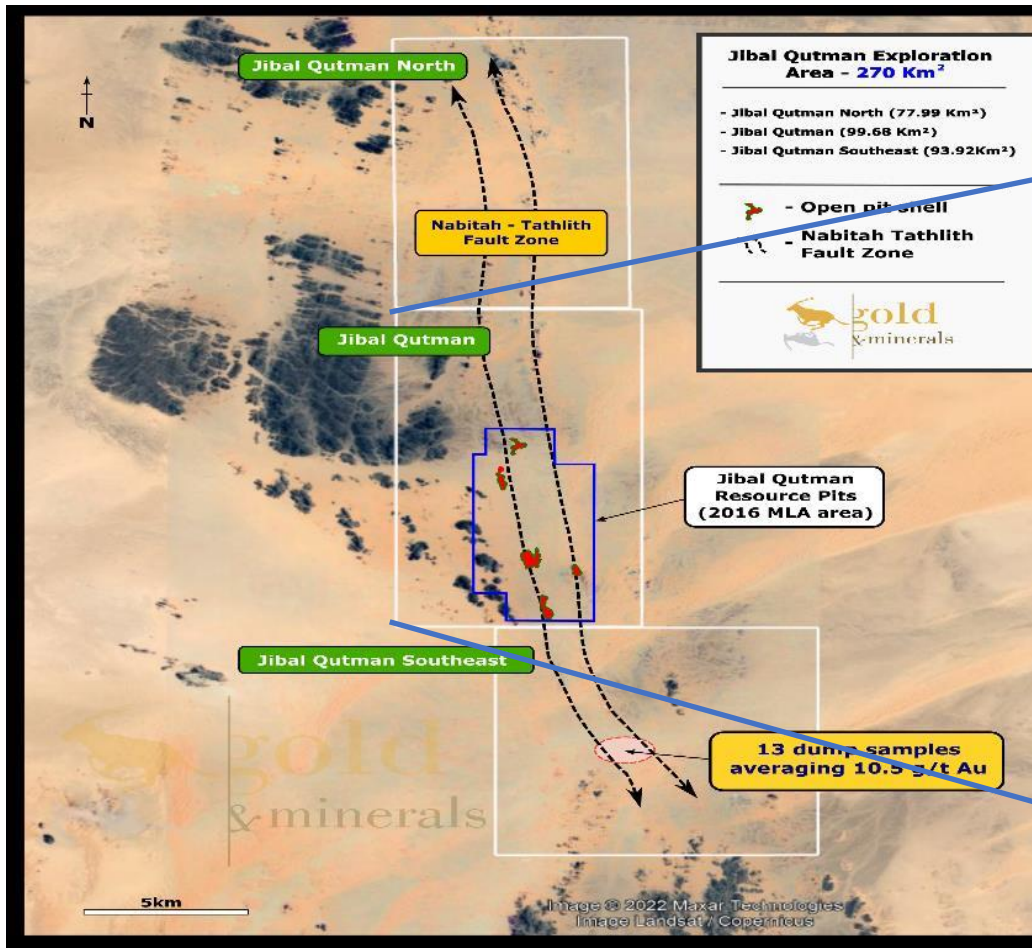 Jibal Qutman North
N
Nabitah - Tathlith
Fault Zone
Jibal Qutman
Jibal Qutman
Resource Pits
(2016 MLA area)
Jibal Qutman Southeast
13 dump samples
averaging 10.5 g/t Au
gold
& minerals
5km
Image © 2022 Maxar Technologies
Image Landsat / Copernicus
Jibal Qutman Exploration
Area - 270 Km²
- Jibal Qutman North (77.99 Km²)
- Jibal Qutman (99.68 Km²)
- Jibal Qutman Southeast (93.92Km²)
- Open pit shell
- Nabitah Tathlith
Fault Zone
gold
& minerals